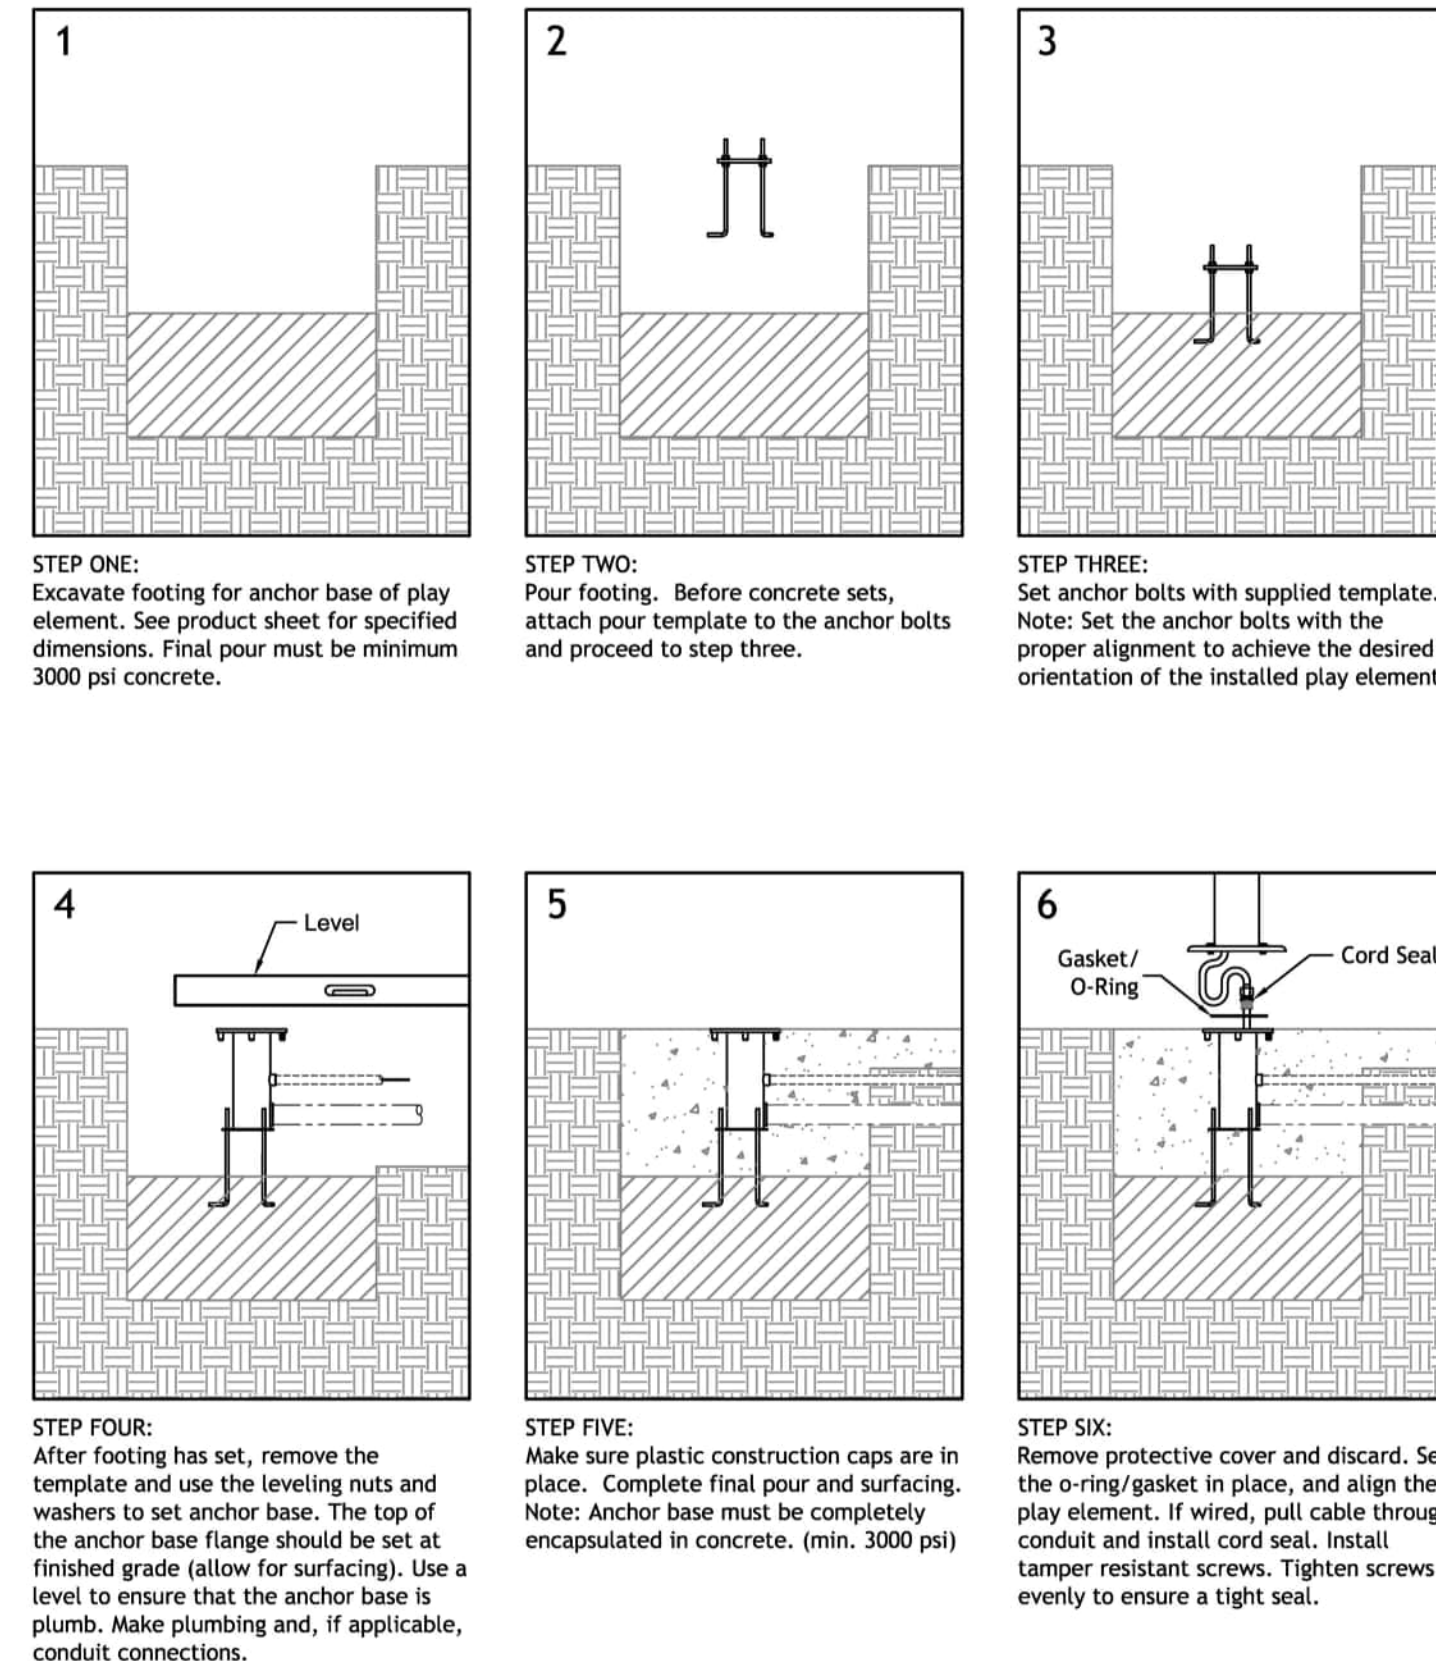 1
2
3
STEP ONE:
Excavate footing for anchor base of play
element. See product sheet for specified
dimensions. Final pour must be minimum
3000 psi concrete.
STEP TWO:
Pour footing.  Before concrete sets,
attach pour template to the anchor bolts
and proceed to step three.
STEP THREE:
Set anchor bolts with supplied template.
Note: Set the anchor bolts with the
proper alignment to achieve the desired
orientation of the installed play element
4
Level
5
6
Gasket/
O-Ring
Cord Seal
STEP FOUR:
After footing has set, remove the
template and use the leveling nuts and
washers to set anchor base. The top of
the anchor base flange should be set at
finished grade (allow for surfacing). Use a
level to ensure that the anchor base is
plumb. Make plumbing and, if applicable,
conduit connections.
STEP FIVE:
Make sure plastic construction caps are in
place.  Complete final pour and surfacing.
Note: Anchor base must be completely
encapsulated in concrete. (min. 3000 psi)
STEP SIX:
Remove protective cover and discard.
the o-ring/gasket in place, and align the
play element. If wired, pull cable
conduit and install cord seal. Install
tamper resistant screws. Tighten screws
evenly to ensure a tight seal.